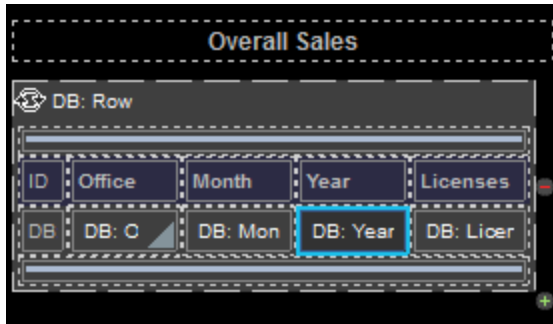 Overall Sales
DB: Row
ID Office Month Year Licenses
DB DB: O DB: Mon DB: Year DB: Licer